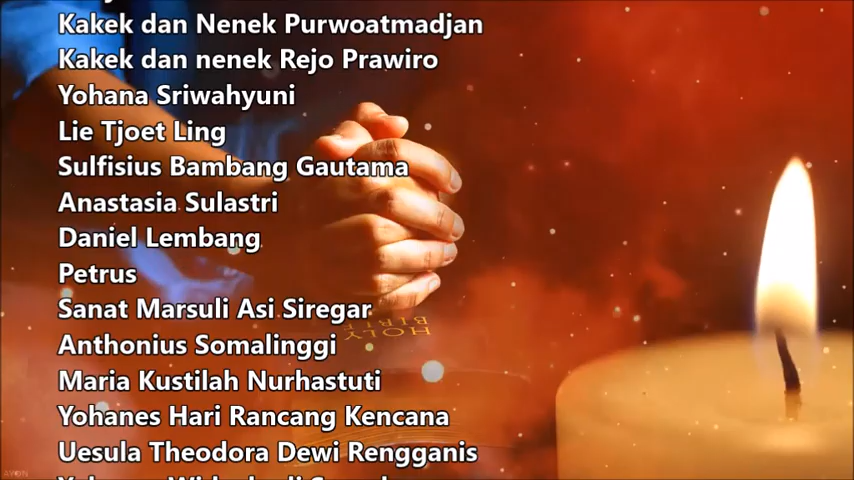 Kakek dan Nenek Purwoatmadjan
Kakek dan nenek Rejo Prawiro
Yohana Sriwahyuni
Lie Tjoet Ling
Sulfisius Bambang Gautama
Anastasia Sulastri
Daniel Lembang
Petrus
Sanat Marsuli Asi Siregar
HOLY
BIBLE
Anthonius Somalinggi
Maria Kustilah Nurhastuti
Yohanes Hari Rancang Kencana
Uesula Theodora Dewi Rengganis